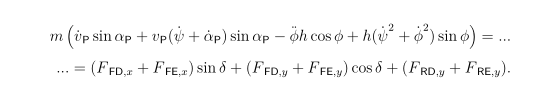 m ( v̇_P sin α_P + v_P(ψ̇ + α̇_P) sin α_P − φ̈h cos φ + h(ψ̇² + φ̇²) sin φ ) = ...
... = (F_FD,x + F_FE,x) sin δ + (F_FD,y + F_FE,y) cos δ + (F_RD,y + F_RE,y).